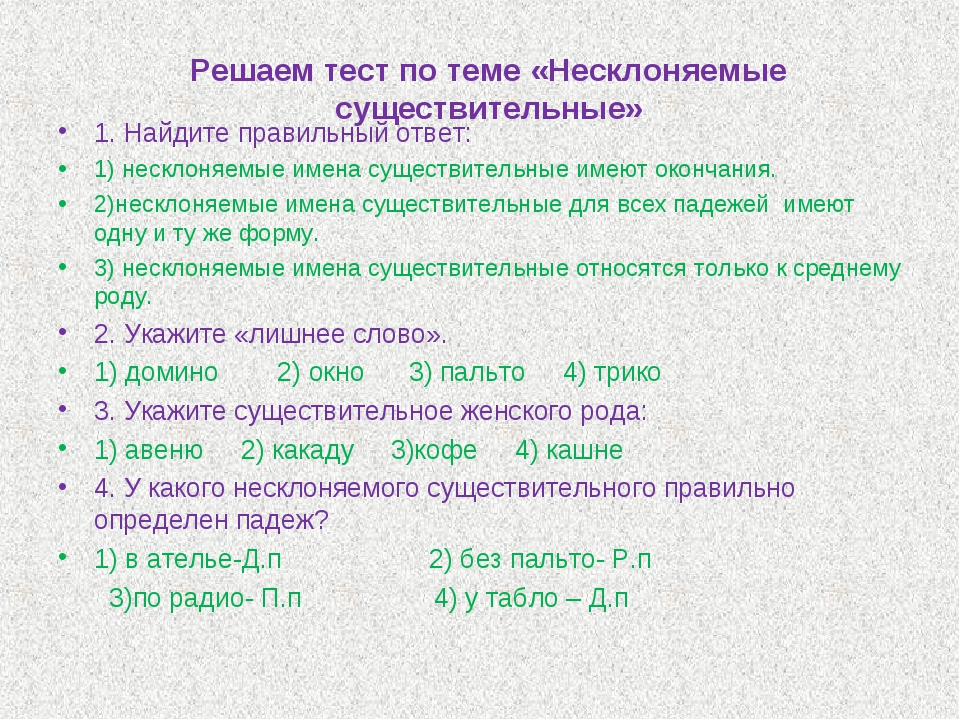 Решаем тест по теме «Несклоняемые
существительные»
• 1. Найдите правильный ответ:
• 1) несклоняемые имена существительные имеют окончания.
• 2)несклоняемые имена существительные для всех падежей имеют
одну и ту же форму.
• 3) несклоняемые имена существительные относятся только к среднему
роду.
• 2. Укажите «лишнее слово».
• 1) домино 2) окно 3) пальто 4) трико
• 3. Укажите существительное женского рода:
• 1) авеню 2) какаду 3)кофе 4) кашне
• 4. У какого несклоняемого существительного правильно
определен падеж?
• 1) в ателье-Д.п 2) без пальто- Р.п
3)по радио- П.п 4) у табло – Д.п